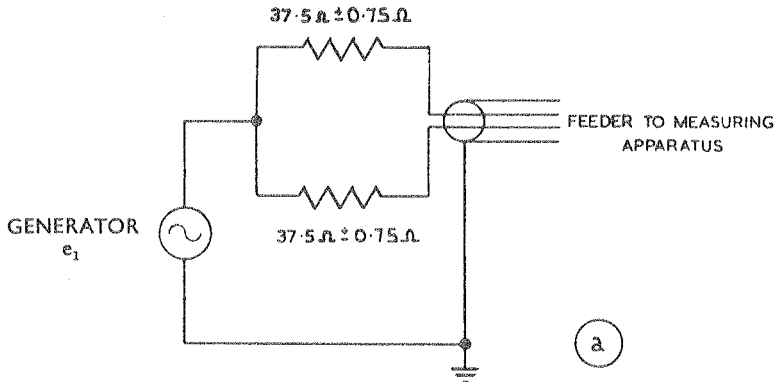 37·5Ω ± 0·75Ω
FEEDER TO MEASURING
APPARATUS
GENERATOR
e₁
37·5Ω ± 0·75Ω
a